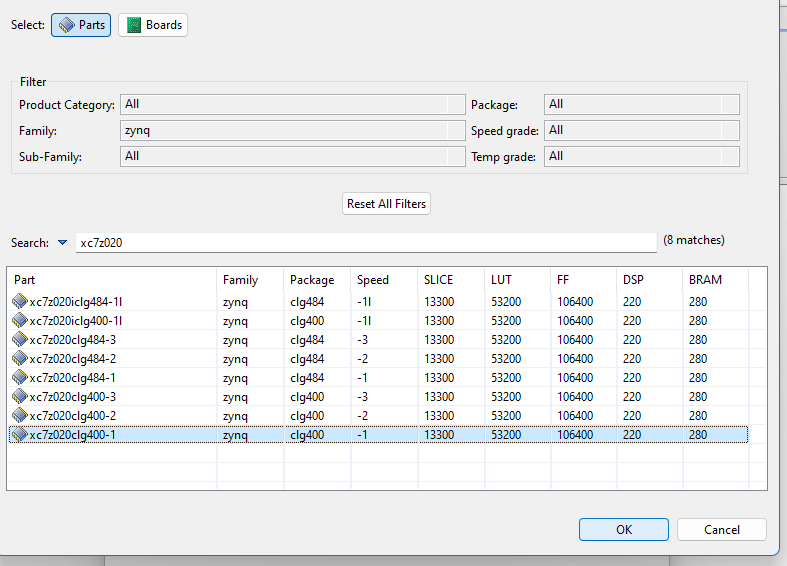 Select: Parts Boards
Filter
Product Category: All Package: All
Family: zynq Speed grade: All
Sub-Family: All Temp grade: All
Reset All Filters
Search: xc7z020 (8 matches)
Part Family Package Speed SLICE LUT FF DSP BRAM
xc7z020iclg484-1l zynq clg484 -1l 13300 53200 106400 220 280
xc7z020iclg400-1l zynq clg400 -1l 13300 53200 106400 220 280
xc7z020clg484-3 zynq clg484 -3 13300 53200 106400 220 280
xc7z020clg484-2 zynq clg484 -2 13300 53200 106400 220 280
xc7z020clg484-1 zynq clg484 -1 13300 53200 106400 220 280
xc7z020clg400-3 zynq clg400 -3 13300 53200 106400 220 280
xc7z020clg400-2 zynq clg400 -2 13300 53200 106400 220 280
xc7z020clg400-1 zynq clg400 -1 13300 53200 106400 220 280
OK Cancel